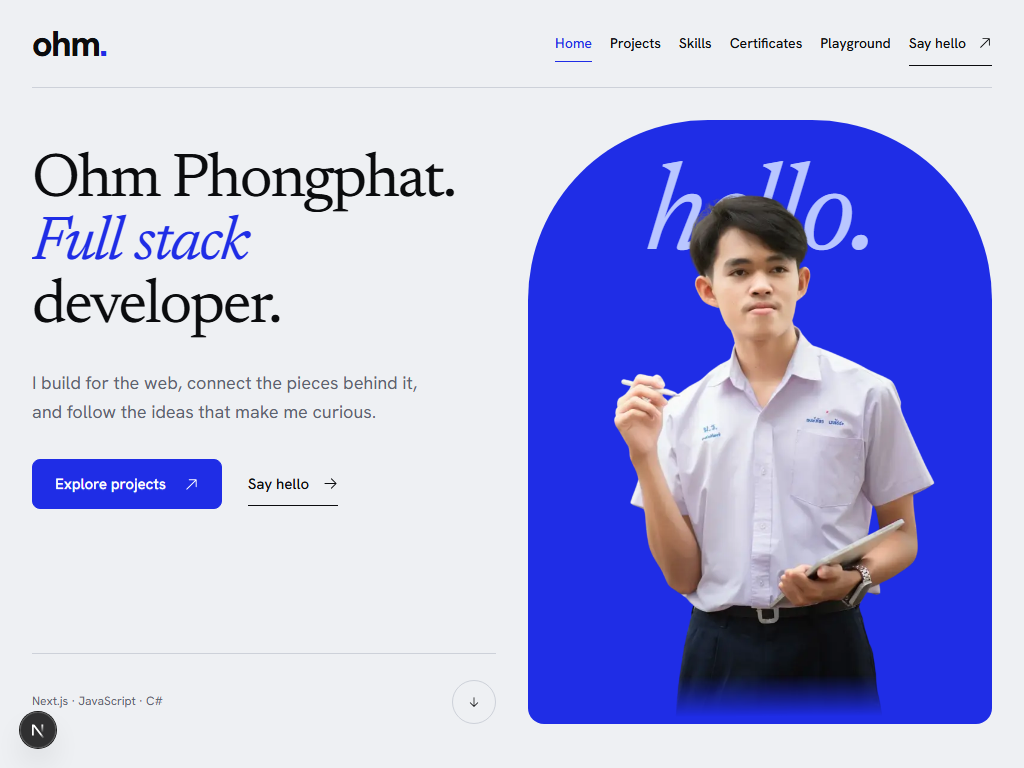 ohm.
Home Projects Skills Certificates Playground Say hello
Ohm Phongphat.
Full stack
developer.
I build for the web, connect the pieces behind it,
and follow the ideas that make me curious.
Explore projects Say hello
Next.js · JavaScript · C#
N
hello.